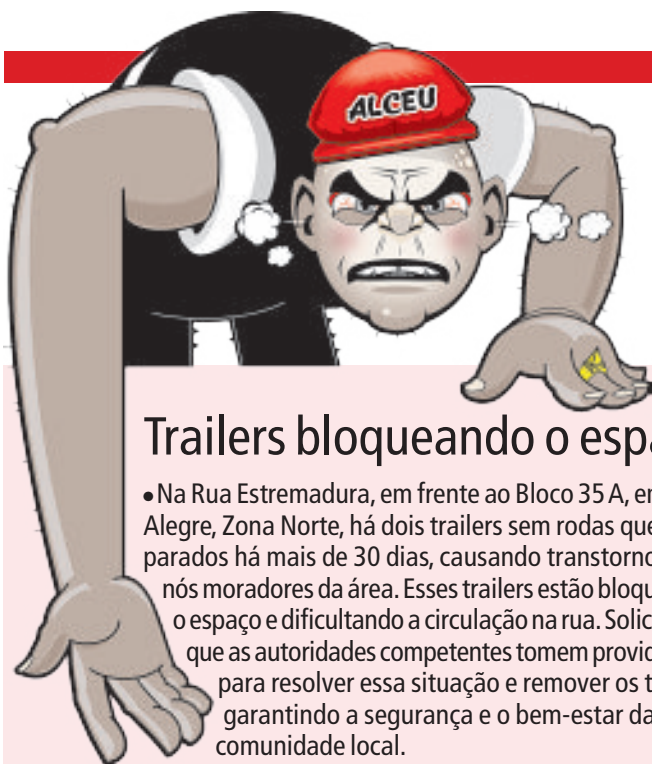 ALCEU
Trailers bloqueando o espa
•Na Rua Estremadura, em frente ao Bloco 35 A, em
Alegre, Zona Norte, há dois trailers sem rodas que
parados há mais de 30 dias, causando transtorno
nós moradores da área. Esses trailers estão bloqu
o espaço e dificultando a circulação na rua. Solic
que as autoridades competentes tomem provid
para resolver essa situação e remover os t
garantindo a segurança e o bem-estar da
comunidade local.